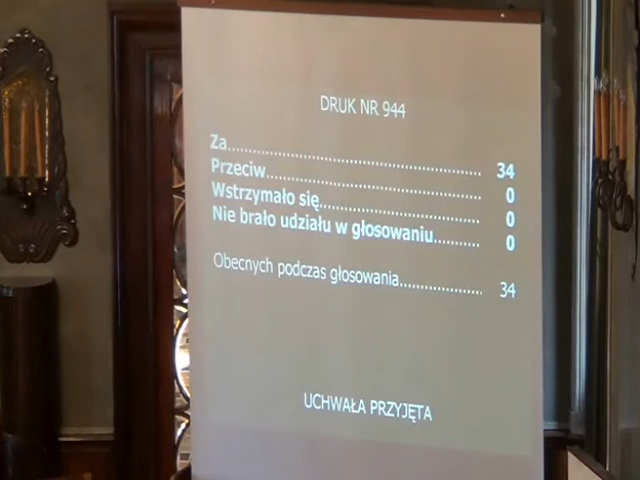 DRUK NR 944
Za.......................................................... 34
Przeciw.................................................. 0
Wstrzymało się..................................... 0
Nie brało udziału w głosowaniu.......... 0
Obecnych podczas głosowania.................. 34
UCHWAŁA PRZYJĘTA